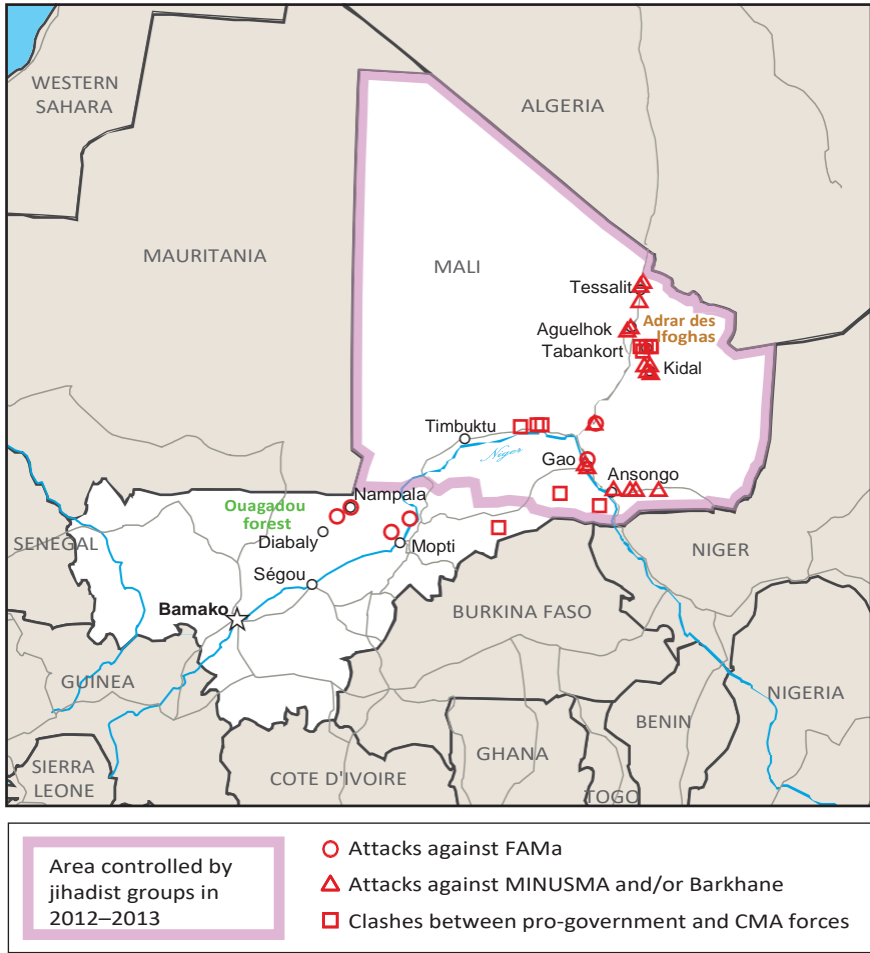 WESTERN
SAHARA
ALGERIA
MAURITANIA
MALI
Tessalit
Aguelhok
Adrar des
Ifoghas
Tabankort
Kidal
Timbuktu
Niger
Gao
Ansongo
Nampala
Ouagadou
forest
Diabaly
Mopti
SENEGAL
NIGER
Ségou
Bamako
BURKINA FASO
GUINEA
NIGERIA
BENIN
GHANA
SIERRA
LEONE
COTE D'IVOIRE
TOGO
Area controlled by
jihadist groups in
2012–2013
Attacks against FAMa
Attacks against MINUSMA and/or Barkhane
Clashes between pro-government and CMA forces